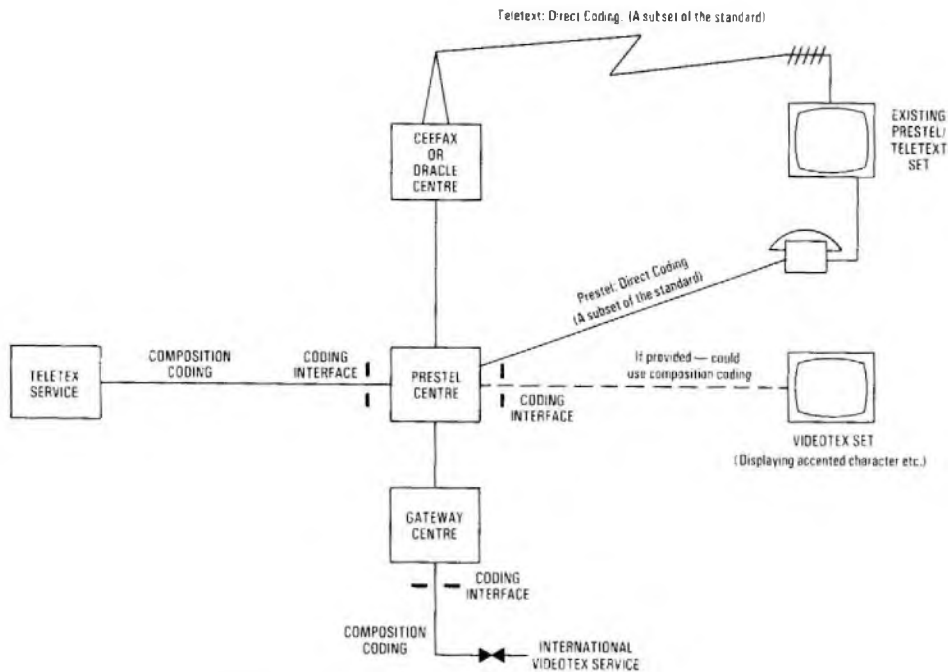 Teletext: Direct Coding. (A subset of the standard)
CEEFAX
OR
ORACLE
CENTRE
EXISTING
PRESTEL/
TELETEXT
SET
Prestel: Direct Coding
(A subset of the standard)
TELETEX
SERVICE
COMPOSITION
CODING
CODING
INTERFACE
PRESTEL
CENTRE
If provided — could
use composition coding
CODING
INTERFACE
VIDEOTEX SET
(Displaying accented character etc.)
GATEWAY
CENTRE
CODING
INTERFACE
COMPOSITION
CODING
INTERNATIONAL
VIDEOTEX SERVICE